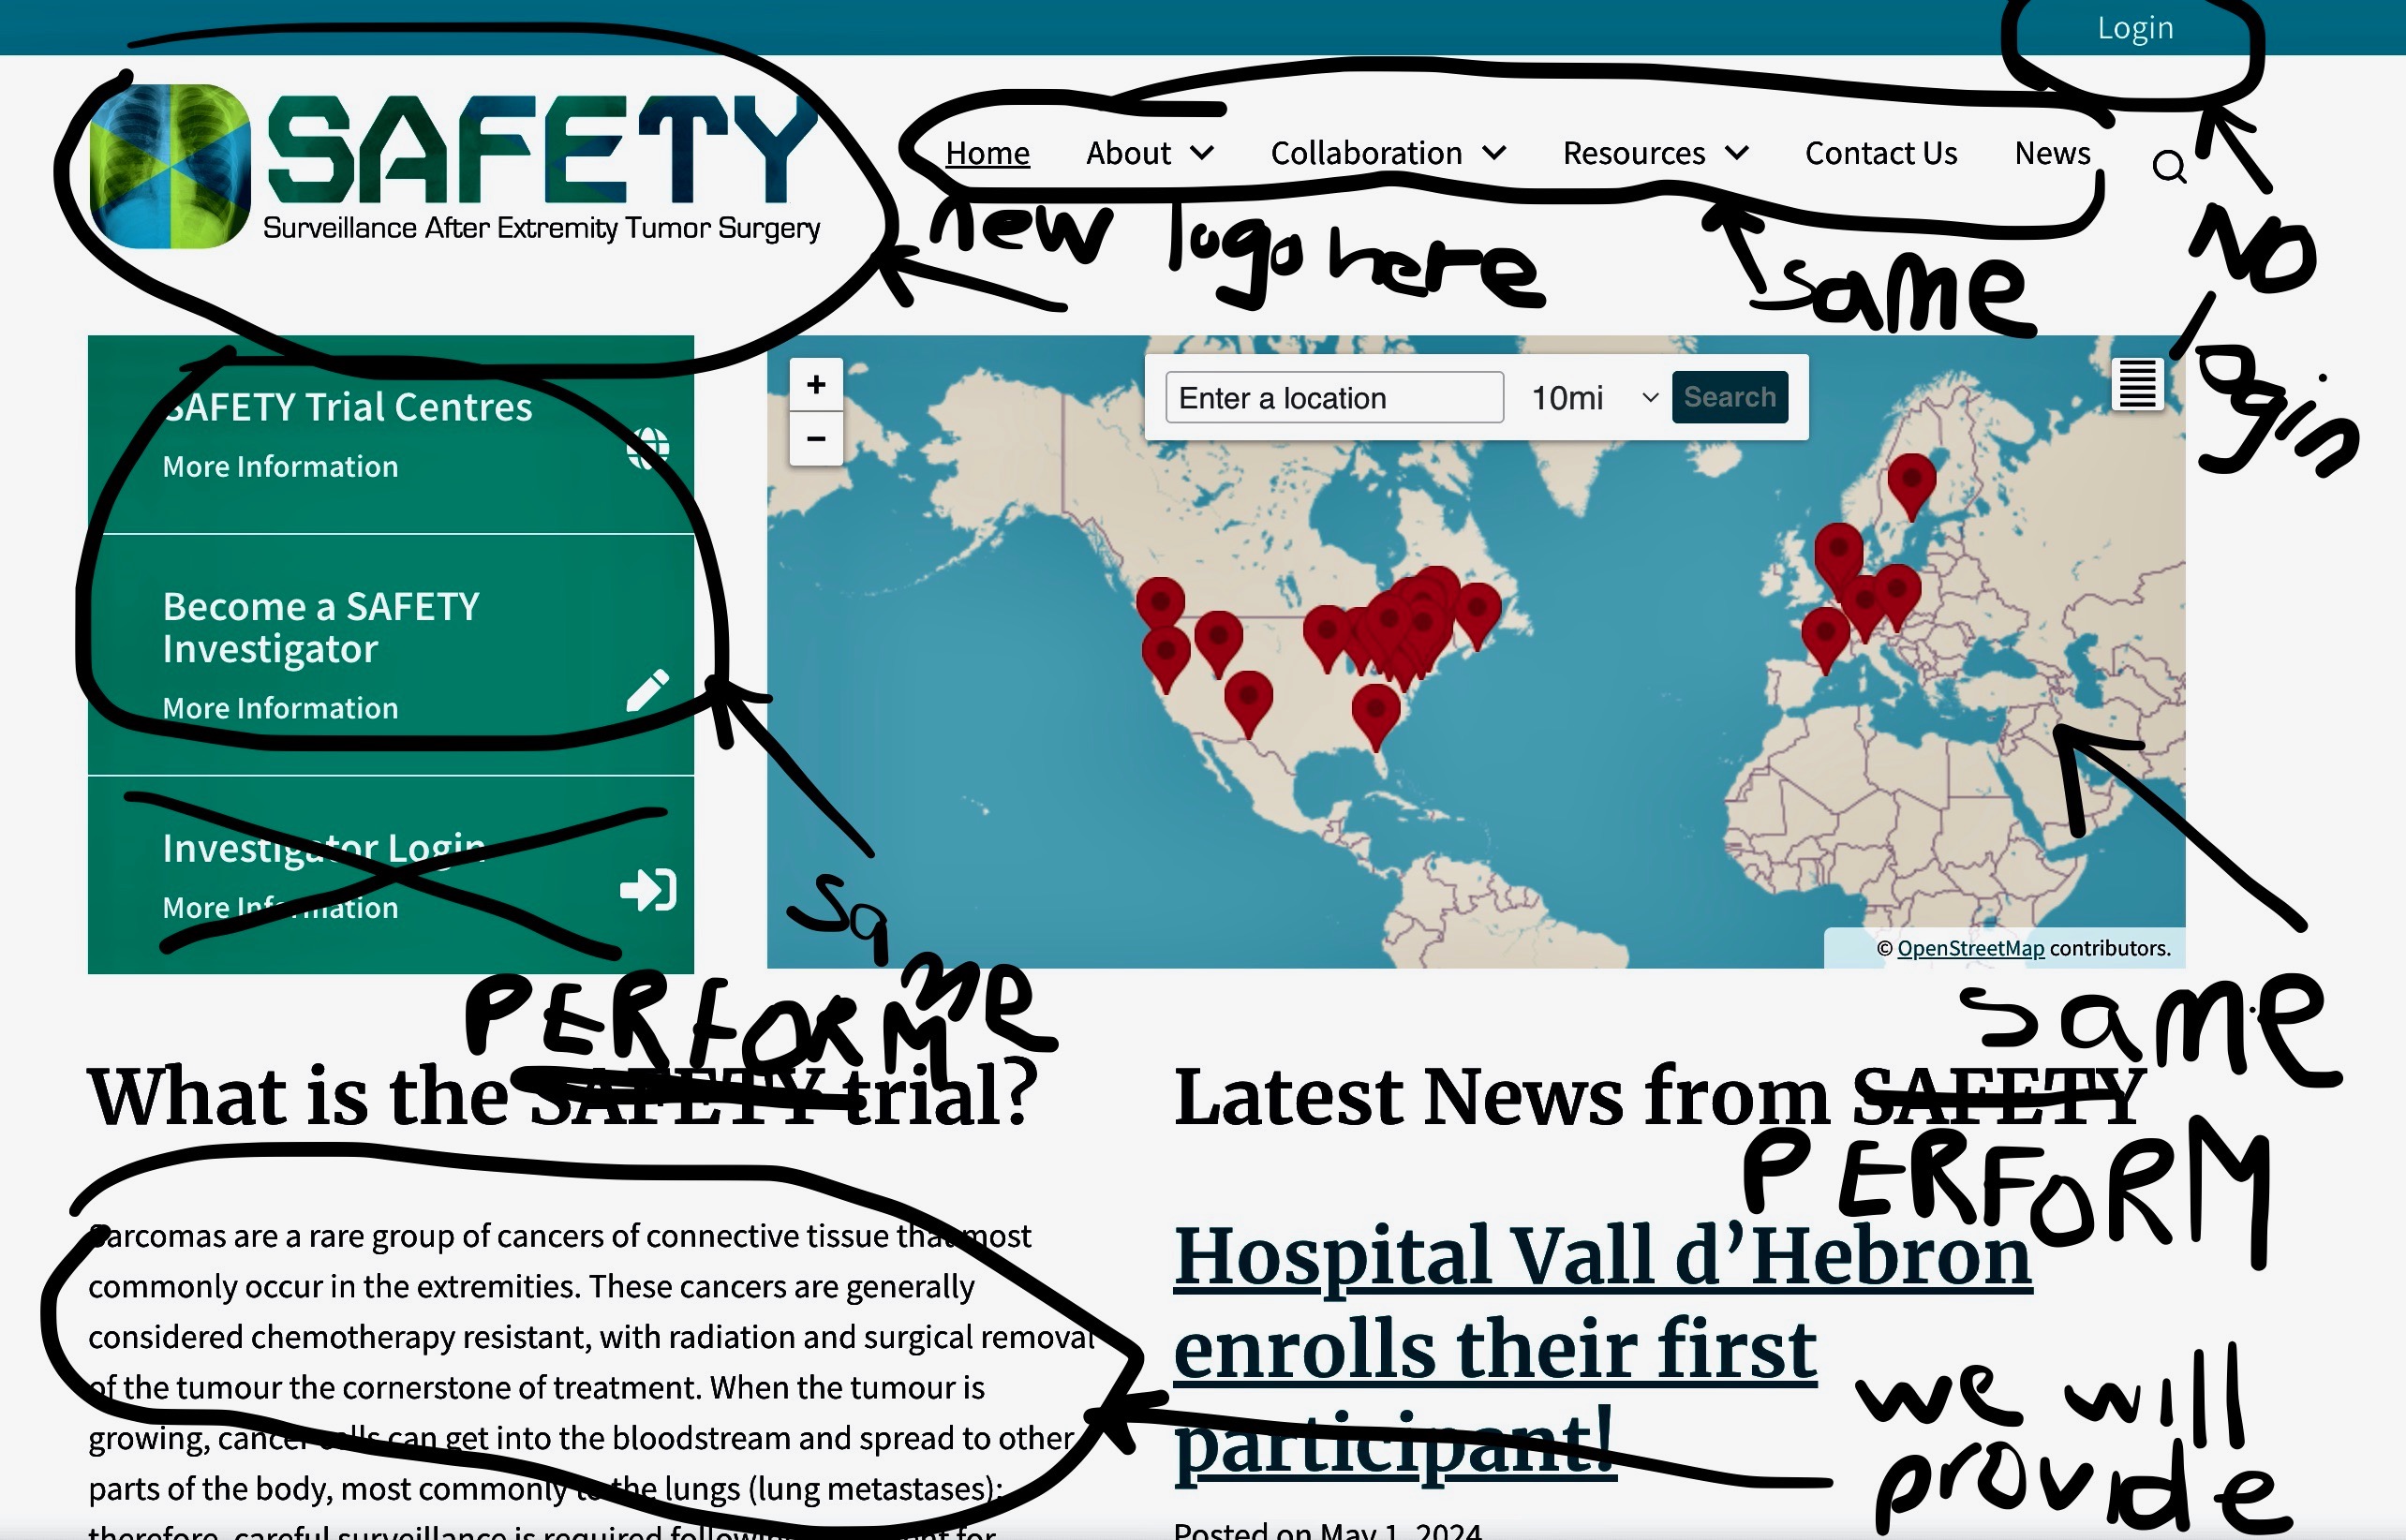 Login
SAFETY
Surveillance After Extremity Tumor Surgery
Home About Collaboration Resources Contact Us News
new logo here
same
NO
login
SAFETY Trial Centres
More Information
Become a SAFETY
Investigator
More Information
Investigator Login
More Information
same
+
−
Enter a location 10mi Search
© OpenStreetMap contributors.
same
PERFORM
What is the SAFETY trial?
Sarcomas are a rare group of cancers of connective tissue that most
commonly occur in the extremities. These cancers are generally
considered chemotherapy resistant, with radiation and surgical removal
of the tumour the cornerstone of treatment. When the tumour is
growing, cancer cells can get into the bloodstream and spread to other
parts of the body, most commonly to the lungs (lung metastases);
therefore, careful surveillance is required following for
Latest News from SAFETY
PERFORM
Hospital Vall d’Hebron
enrolls their first
participant!
we will
provide
Posted on May 1, 2024